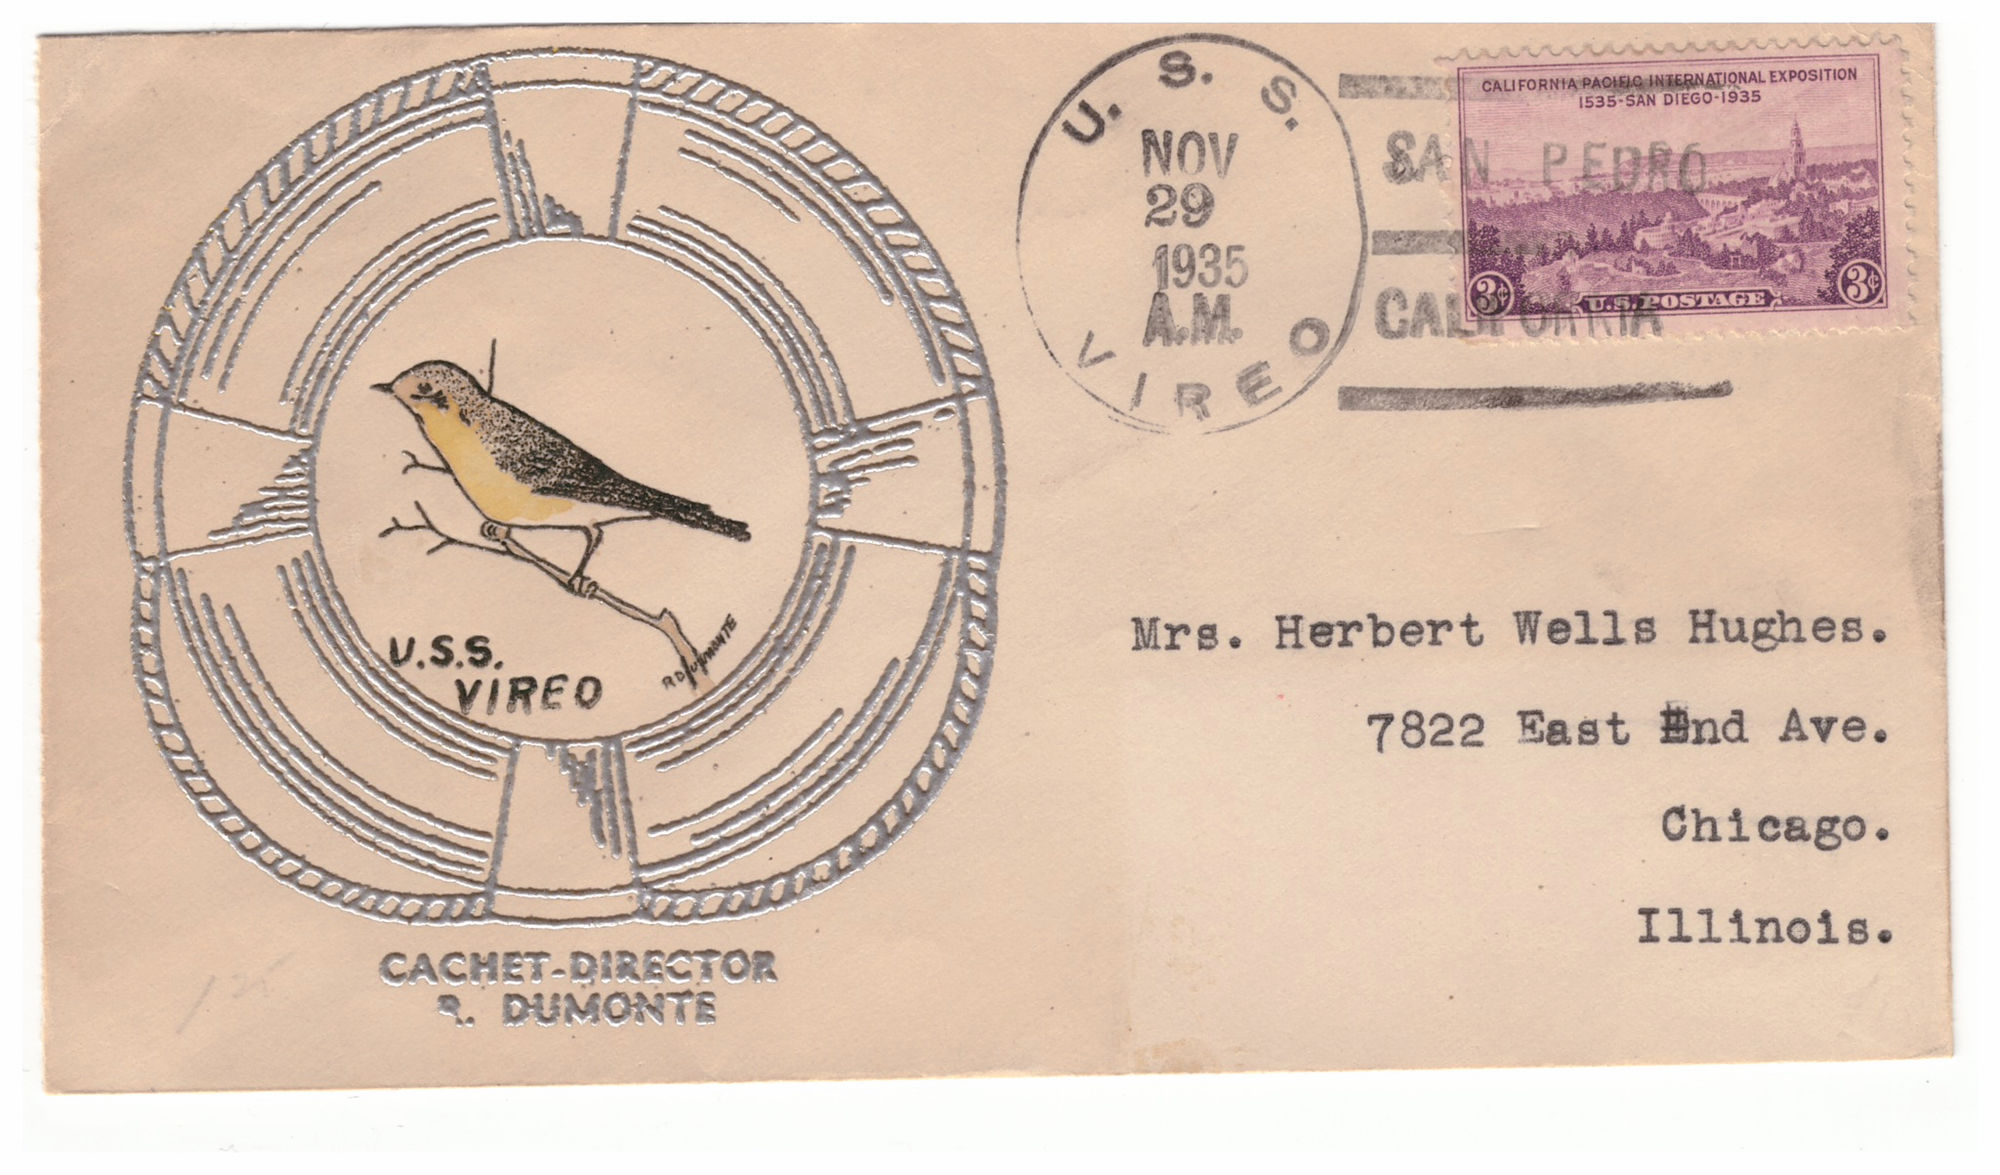 U. S. S.
NOV
29
1935
A.M.
VIREO
SAN PEDRO
CALIFORNIA
CALIFORNIA PACIFIC INTERNATIONAL EXPOSITION
1535-SAN DIEGO-1935
3¢ U.S. POSTAGE 3¢
U.S.S.
VIREO
R DUMONTE
Mrs. Herbert Wells Hughes.
7822 East End Ave.
Chicago.
Illinois.
CACHET-DIRECTOR
R. DUMONTE